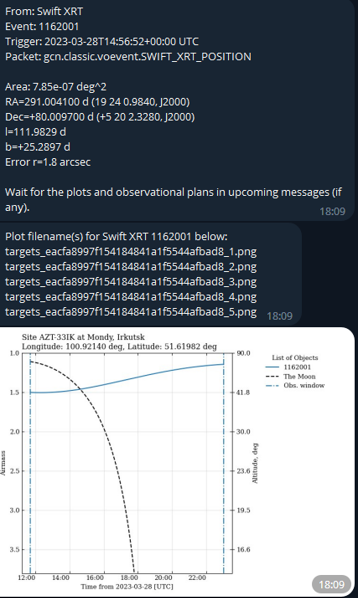 From: Swift XRT
Event: 1162001
Trigger: 2023-03-28T14:56:52+00:00 UTC
Packet: gcn.classic.voevent.SWIFT_XRT_POSITION
Area: 7.85e-07 deg^2
RA=291.004100 d (19 24 0.9840, J2000)
Dec=+80.009700 d (+5 20 2.3280, J2000)
l=111.9829 d
b=+25.2897 d
Error r=1.8 arcsec
Wait for the plots and observational plans in upcoming messages (if
any).
18:09
Plot filename(s) for Swift XRT 1162001 below:
targets_eacfa8997f154184841a1f5544afbad8_1.png
targets_eacfa8997f154184841a1f5544afbad8_2.png
targets_eacfa8997f154184841a1f5544afbad8_3.png
targets_eacfa8997f154184841a1f5544afbad8_4.png
targets_eacfa8997f154184841a1f5544afbad8_5.png
18:09
Site AZT-33IK at Mondy, Irkutsk
Longitude: 100.92140 deg, Latitude: 51.61982 deg
List of Objects
1162001
The Moon
Obs. window
Airmass
1.0
1.5
2.0
2.5
3.0
3.5
90.0
41.8
30.0
23.6
19.5
16.6
Altitude, deg
12:00 14:00 16:00 18:00 20:00 22:00
Time from 2023-03-28 [UTC]
18:09